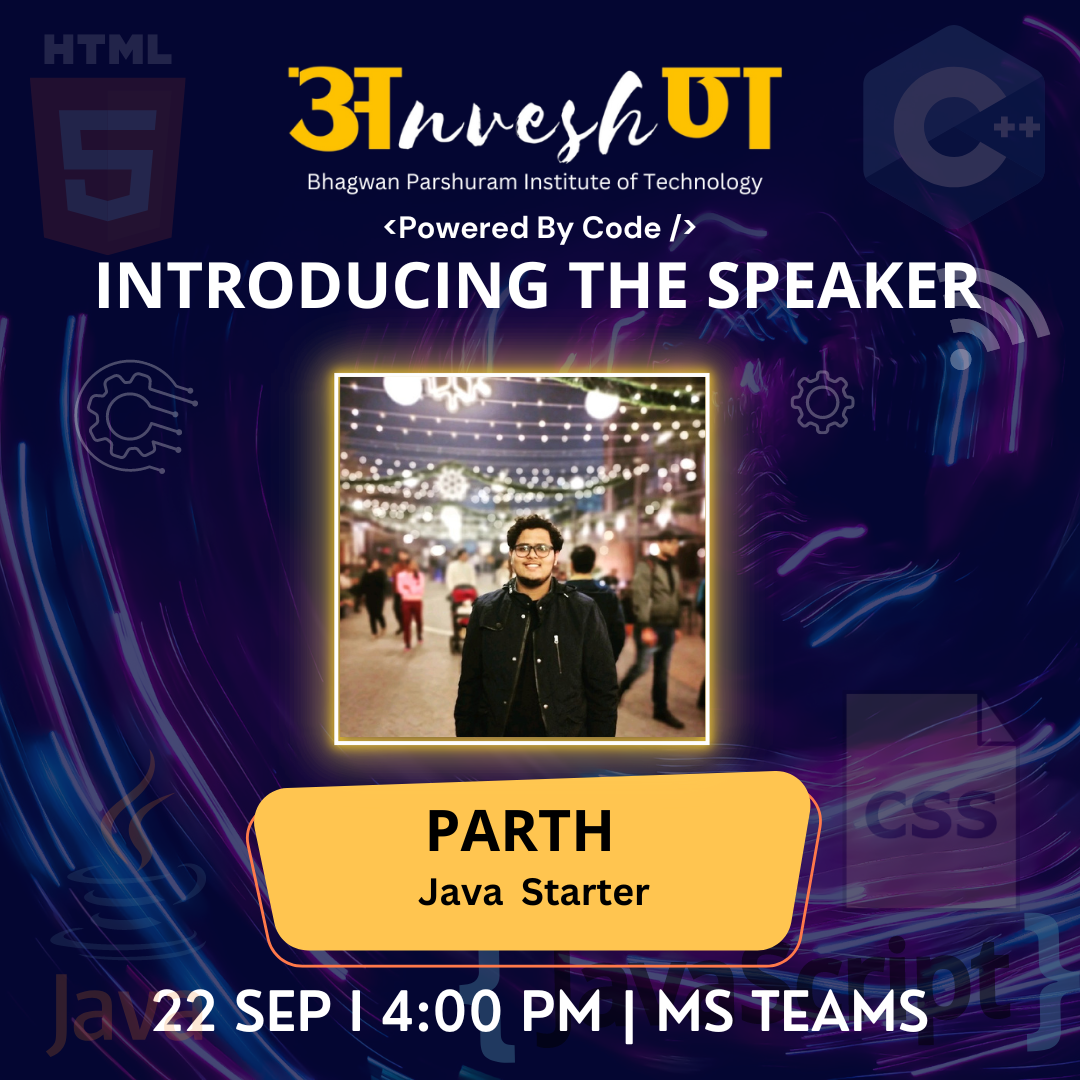 HTML
5
अnveshण
C++
Bhagwan Parshuram Institute of Technology
<Powered By Code />
INTRODUCING THE SPEAKER
PARTH
Java Starter
CSS
{ JavaScript }
Java
22 SEP I 4:00 PM | MS TEAMS